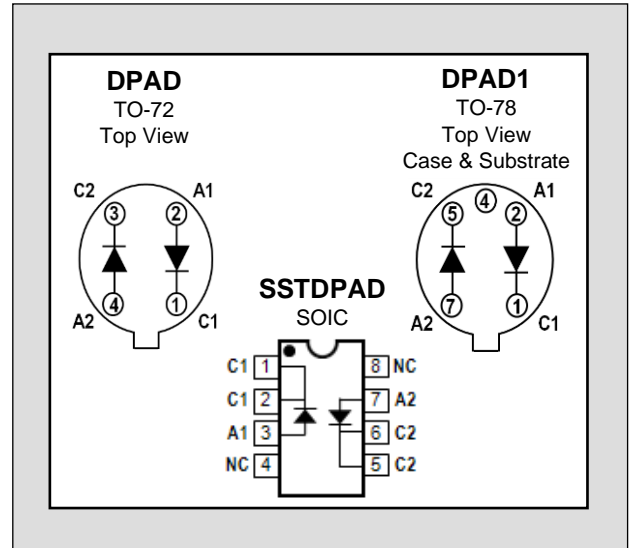 DPAD
TO-72
Top View
C2
A1
3
2
4
1
A2
C1
DPAD1
TO-78
Top View
Case & Substrate
C2
4
A1
5
2
7
1
A2
C1
SSTDPAD
SOIC
C1 1
8 NC
C1 2
7 A2
A1 3
6 C2
NC 4
5 C2